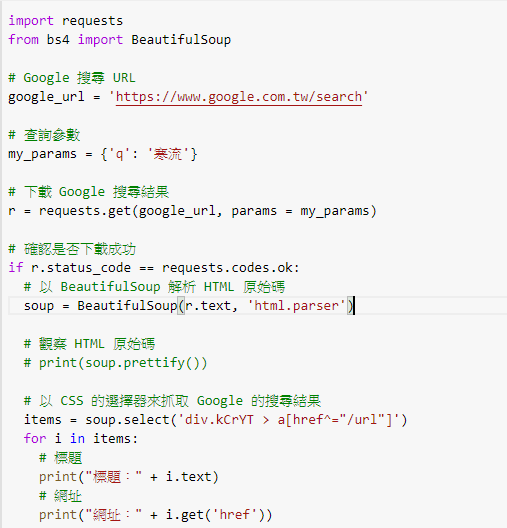 import requests
from bs4 import BeautifulSoup
# Google 搜尋 URL
google_url = 'https://www.google.com.tw/search'
# 查詢參數
my_params = {'q': '寒流'}
# 下載 Google 搜尋結果
r = requests.get(google_url, params = my_params)
# 確認是否下載成功
if r.status_code == requests.codes.ok:
  # 以 BeautifulSoup 解析 HTML 原始碼
  soup = BeautifulSoup(r.text, 'html.parser')
  # 觀察 HTML 原始碼
  # print(soup.prettify())
  # 以 CSS 的選擇器來抓取 Google 的搜尋結果
  items = soup.select('div.kCrYT > a[href^="/url"]')
  for i in items:
    # 標題
    print("標題：" + i.text)
    # 網址
    print("網址：" + i.get('href'))